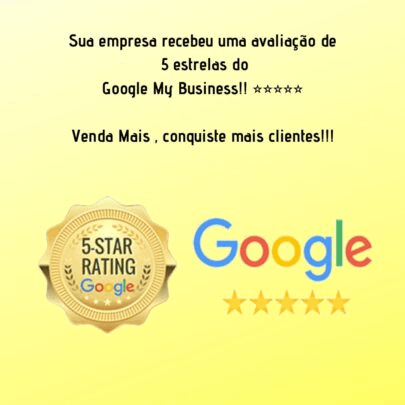 Sua empresa recebeu uma avaliação de
5 estrelas do
Google My Business!! ⭐⭐⭐⭐⭐
Venda Mais , conquiste mais clientes!!!
5-STAR
RATING
Google
Google